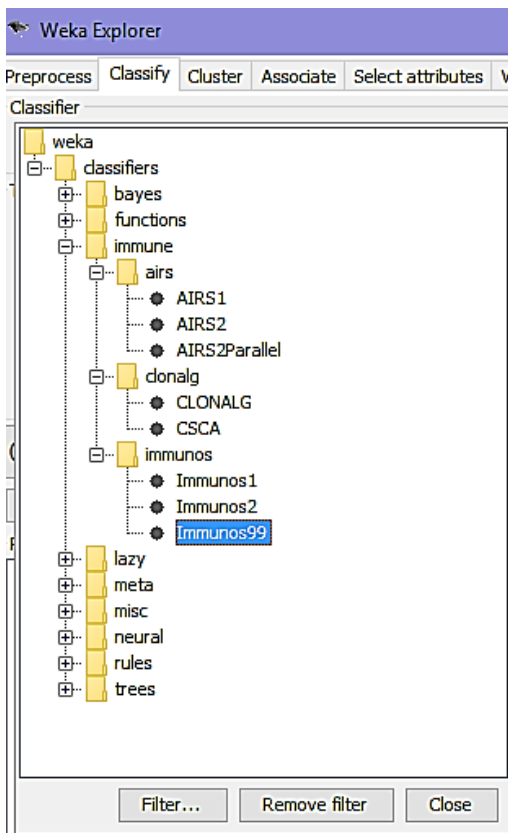 Weka Explorer
Preprocess Classify Cluster Associate Select attributes
Classifier
weka
classifiers
bayes
functions
immune
airs
AIRS1
AIRS2
AIRS2Parallel
clonalg
CLONALG
CSCA
immunos
Immunos1
Immunos2
Immunos99
lazy
meta
misc
neural
rules
trees
Filter... Remove filter Close